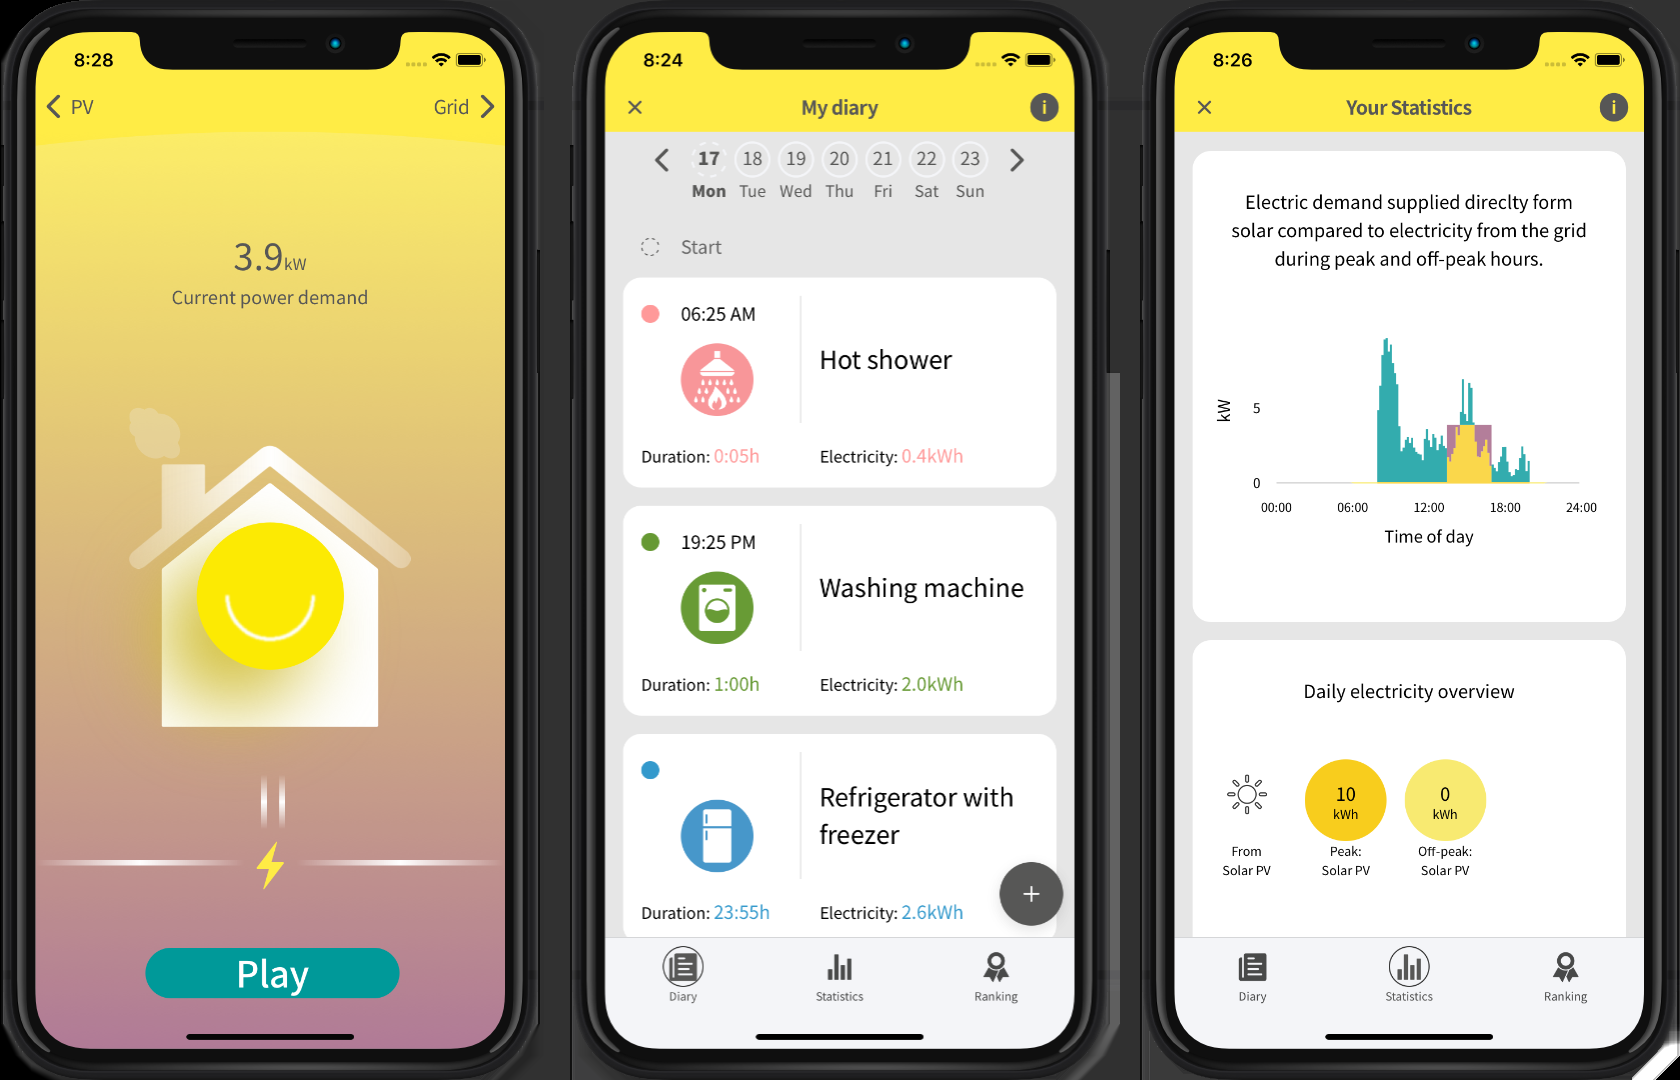 8:28
PV
Grid
3.9kW
Current power demand
Play
8:24
My diary
i
17 18 19 20 21 22 23
Mon Tue Wed Thu Fri Sat Sun
Start
06:25 AM
Hot shower
Duration: 0:05h
Electricity: 0.4kWh
19:25 PM
Washing machine
Duration: 1:00h
Electricity: 2.0kWh
Refrigerator with
freezer
Duration: 23:55h
Electricity: 2.6kWh
+
Diary
Statistics
Ranking
8:26
Your Statistics
i
Electric demand supplied direclty form
solar compared to electricity from the grid
during peak and off-peak hours.
kW
5
0
00:00 06:00 12:00 18:00 24:00
Time of day
Daily electricity overview
10
kWh
0
kWh
From
Solar PV
Peak:
Solar PV
Off-peak:
Solar PV
Diary
Statistics
Ranking